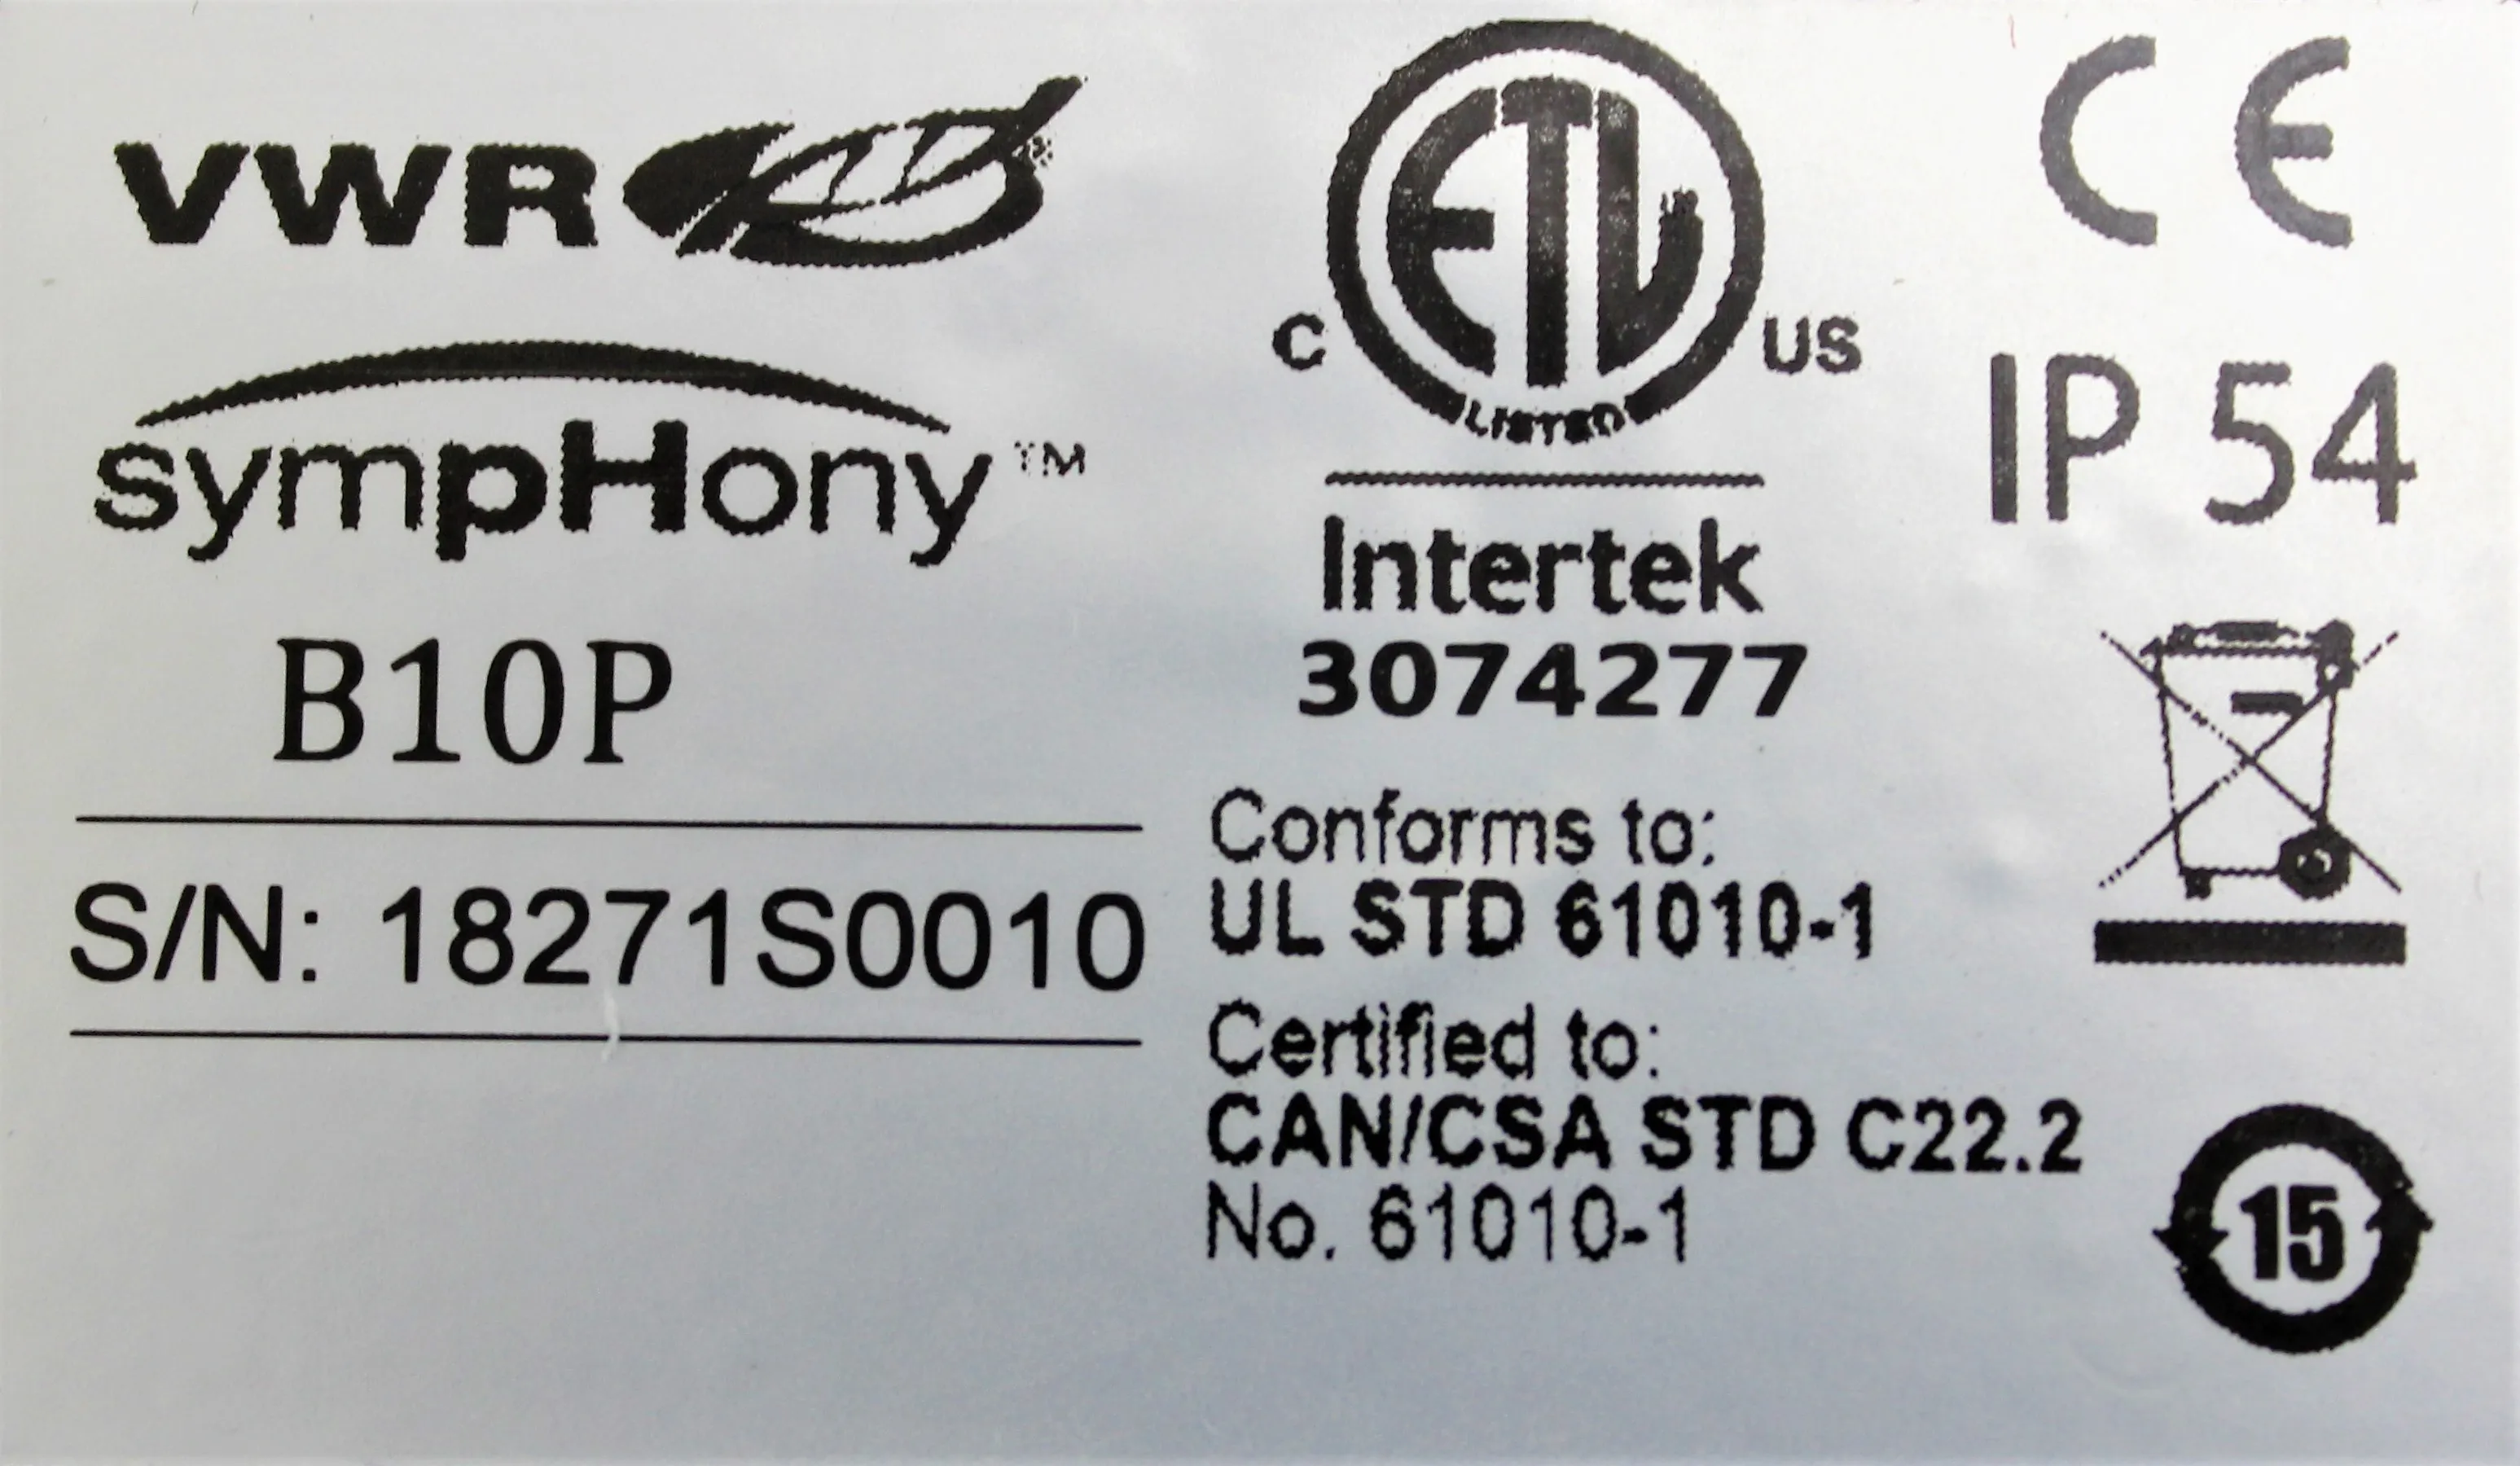 VWR®
sympHony™
B10P
S/N: 18271S0010
ETL
C US
LISTED
Intertek
3074277
Conforms to:
UL STD 61010-1
Certified to:
CAN/CSA STD C22.2
No. 61010-1
CE
IP 54
15